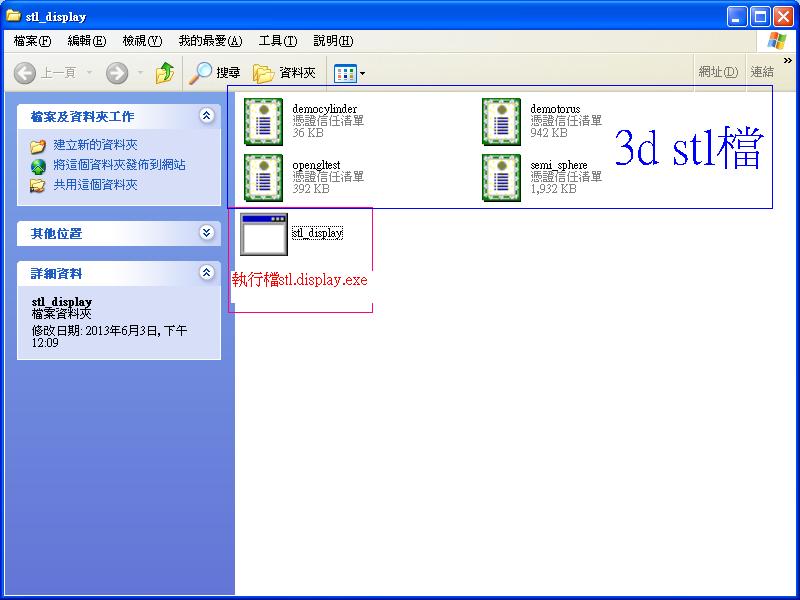 stl_display
檔案(F) 編輯(E) 檢視(V) 我的最愛(A) 工具(T) 說明(H)
上一頁 搜尋 資料夾 網址(D) 連結 »
檔案及資料夾工作
建立新的資料夾
將這個資料夾發佈到網站
共用這個資料夾
其他位置
詳細資料
stl_display
檔案資料夾
修改日期: 2013年6月3日, 下午
12:09
democylinder
憑證信任清單
36 KB
demotorus
憑證信任清單
942 KB
opengltest
憑證信任清單
392 KB
semi_sphere
憑證信任清單
1,932 KB
3d stl檔
stl_display
執行檔stl.display.exe